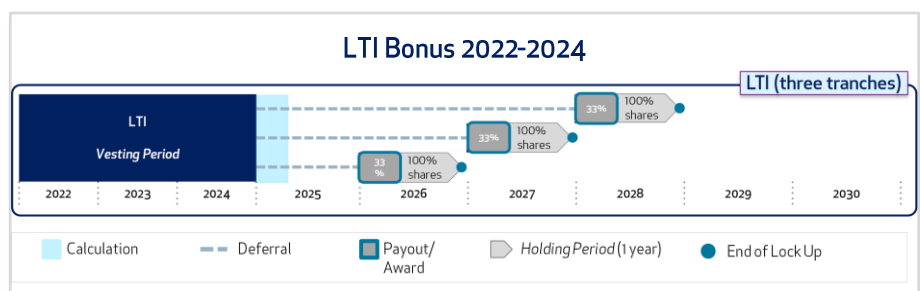 LTI Bonus 2022-2024
LTI (three tranches)
LTI
Vesting Period
33%
100%
shares
33%
100%
shares
33
%
100%
shares
2022
2023
2024
2025
2026
2027
2028
2029
2030
Calculation
Deferral
Payout/
Award
Holding Period (1 year)
End of Lock Up